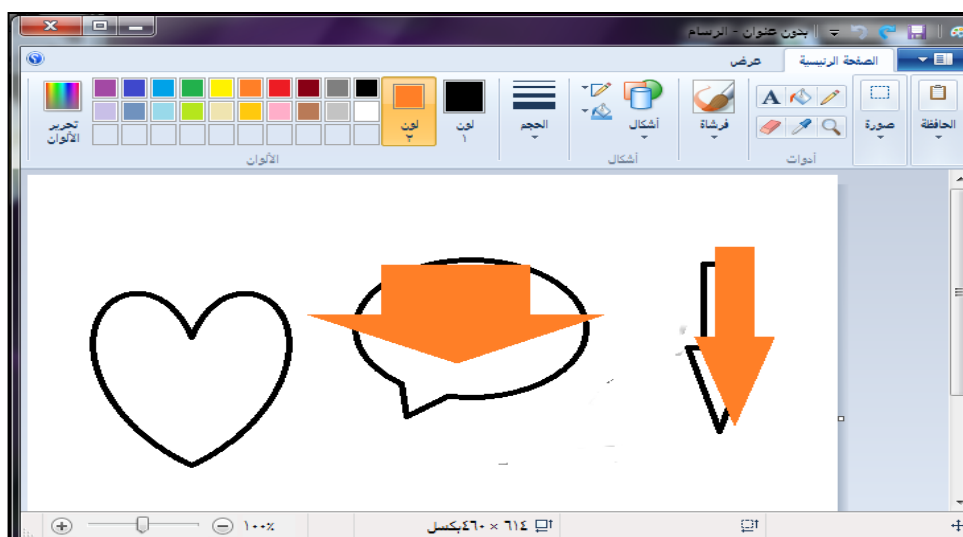 بدون عنوان - الرسام
الصفحة الرئيسية
عرض
الحافظة
صورة
A
أدوات
فرشاة
أشكال
أشكال
الحجم
لون
١
لون
٢
تحرير
الألوان
الألوان
٦١٤ × ٤٦٠بكسل
١٠٠٪